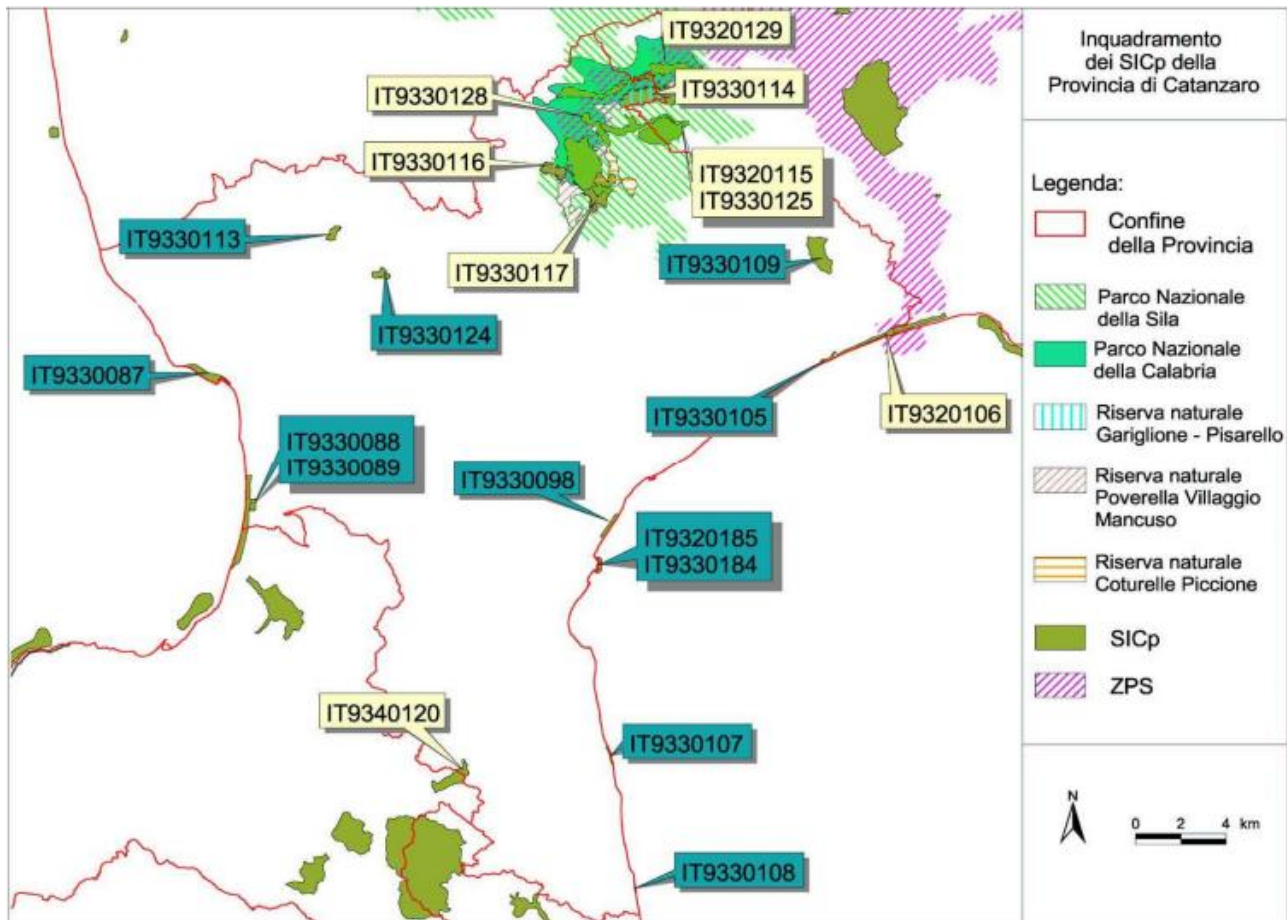 IT9320129
IT9330128
IT9330114
IT9330116
IT9320115
IT9330125
IT9330113
IT9330117
IT9330109
IT9330124
IT9330087
IT9330105
IT9320106
IT9330088
IT9330089
IT9330098
IT9320185
IT9330184
IT9340120
IT9330107
IT9330108
Inquadramento
dei SICp della
Provincia di Catanzaro
Legenda:
Confine
della Provincia
Parco Nazionale
della Sila
Parco Nazionale
della Calabria
Riserva naturale
Gariglione - Pisarello
Riserva naturale
Poverella Villaggio
Mancuso
Riserva naturale
Coturelle Piccione
SICp
ZPS
N
0 2 4 km